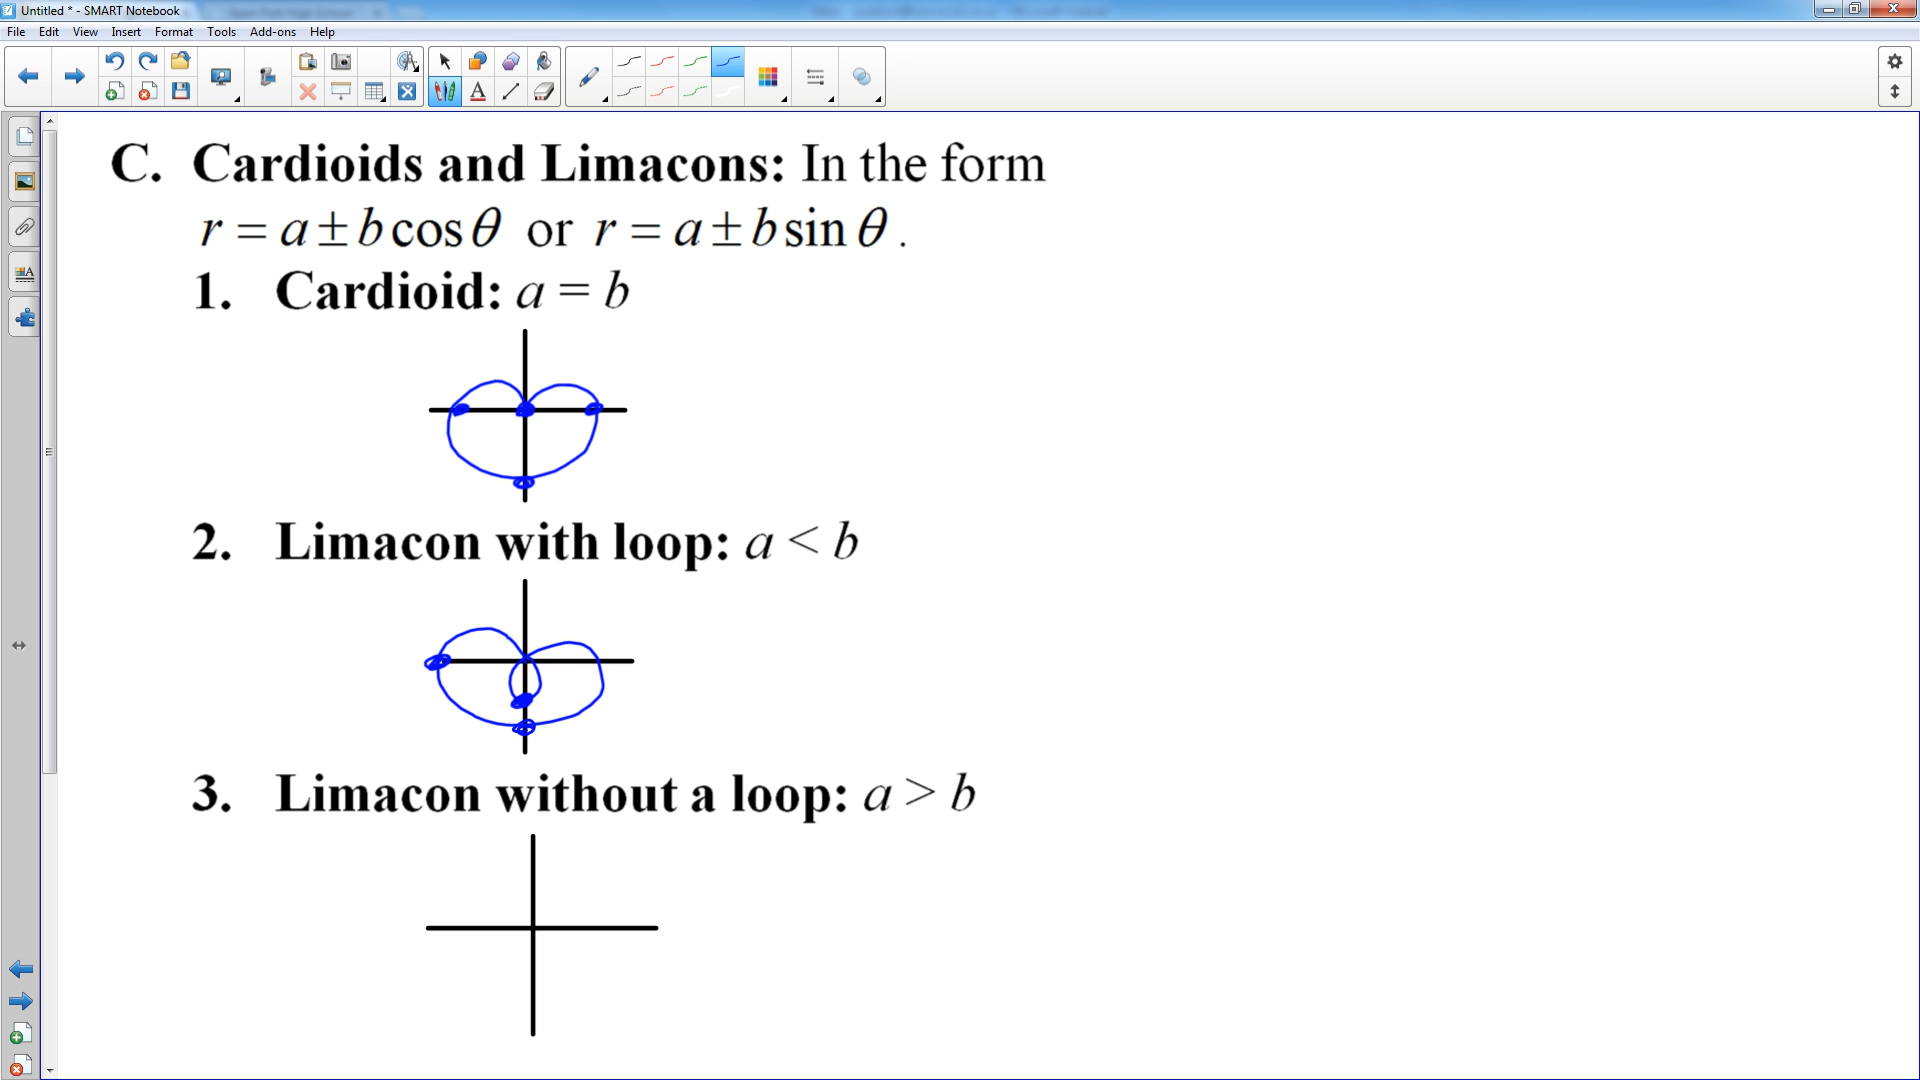 Untitled * - SMART Notebook
File Edit View Insert Format Tools Add-ons Help
C. Cardioids and Limacons: In the form
r = a ± b cos θ or r = a ± b sin θ .
1. Cardioid: a = b
2. Limacon with loop: a < b
3. Limacon without a loop: a > b